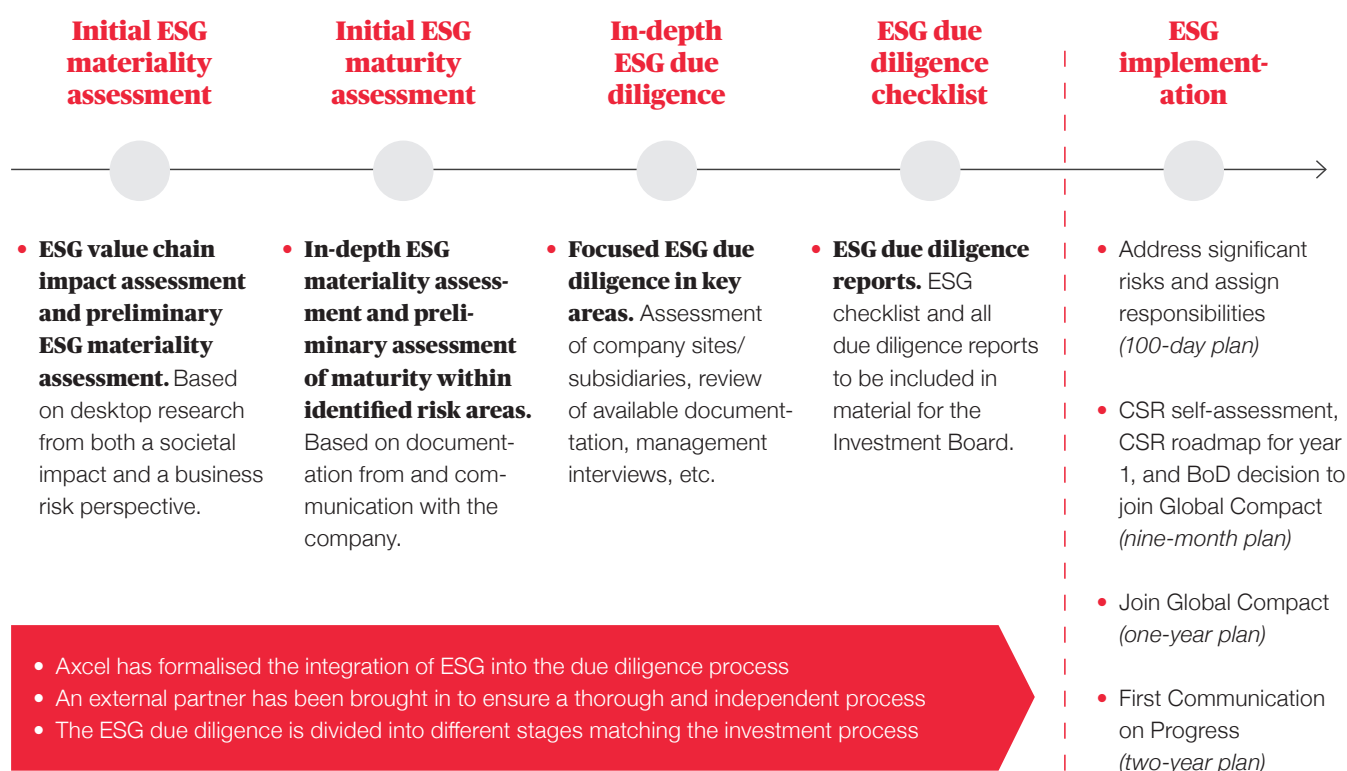 Initial ESG
materiality
assessment
Initial ESG
maturity
assessment
In-depth
ESG due
diligence
ESG due
diligence
checklist
ESG
implement-
ation
• ESG value chain
impact assessment
and preliminary
ESG materiality
assessment. Based
on desktop research
from both a societal
impact and a business
risk perspective.
• In-depth ESG
materiality assess-
ment and preli-
minary assessment
of maturity within
identified risk areas.
Based on document-
ation from and com-
munication with the
company.
• Focused ESG due
diligence in key
areas. Assessment
of company sites/
subsidiaries, review
of available document-
tation, management
interviews, etc.
• ESG due diligence
reports. ESG
checklist and all
due diligence reports
to be included in
material for the
Investment Board.
• Address significant
risks and assign
responsibilities
(100-day plan)
• CSR self-assessment,
CSR roadmap for year
1, and BoD decision to
join Global Compact
(nine-month plan)
• Join Global Compact
(one-year plan)
• First Communication
on Progress
(two-year plan)
• Axcel has formalised the integration of ESG into the due diligence process
• An external partner has been brought in to ensure a thorough and independent process
• The ESG due diligence is divided into different stages matching the investment process